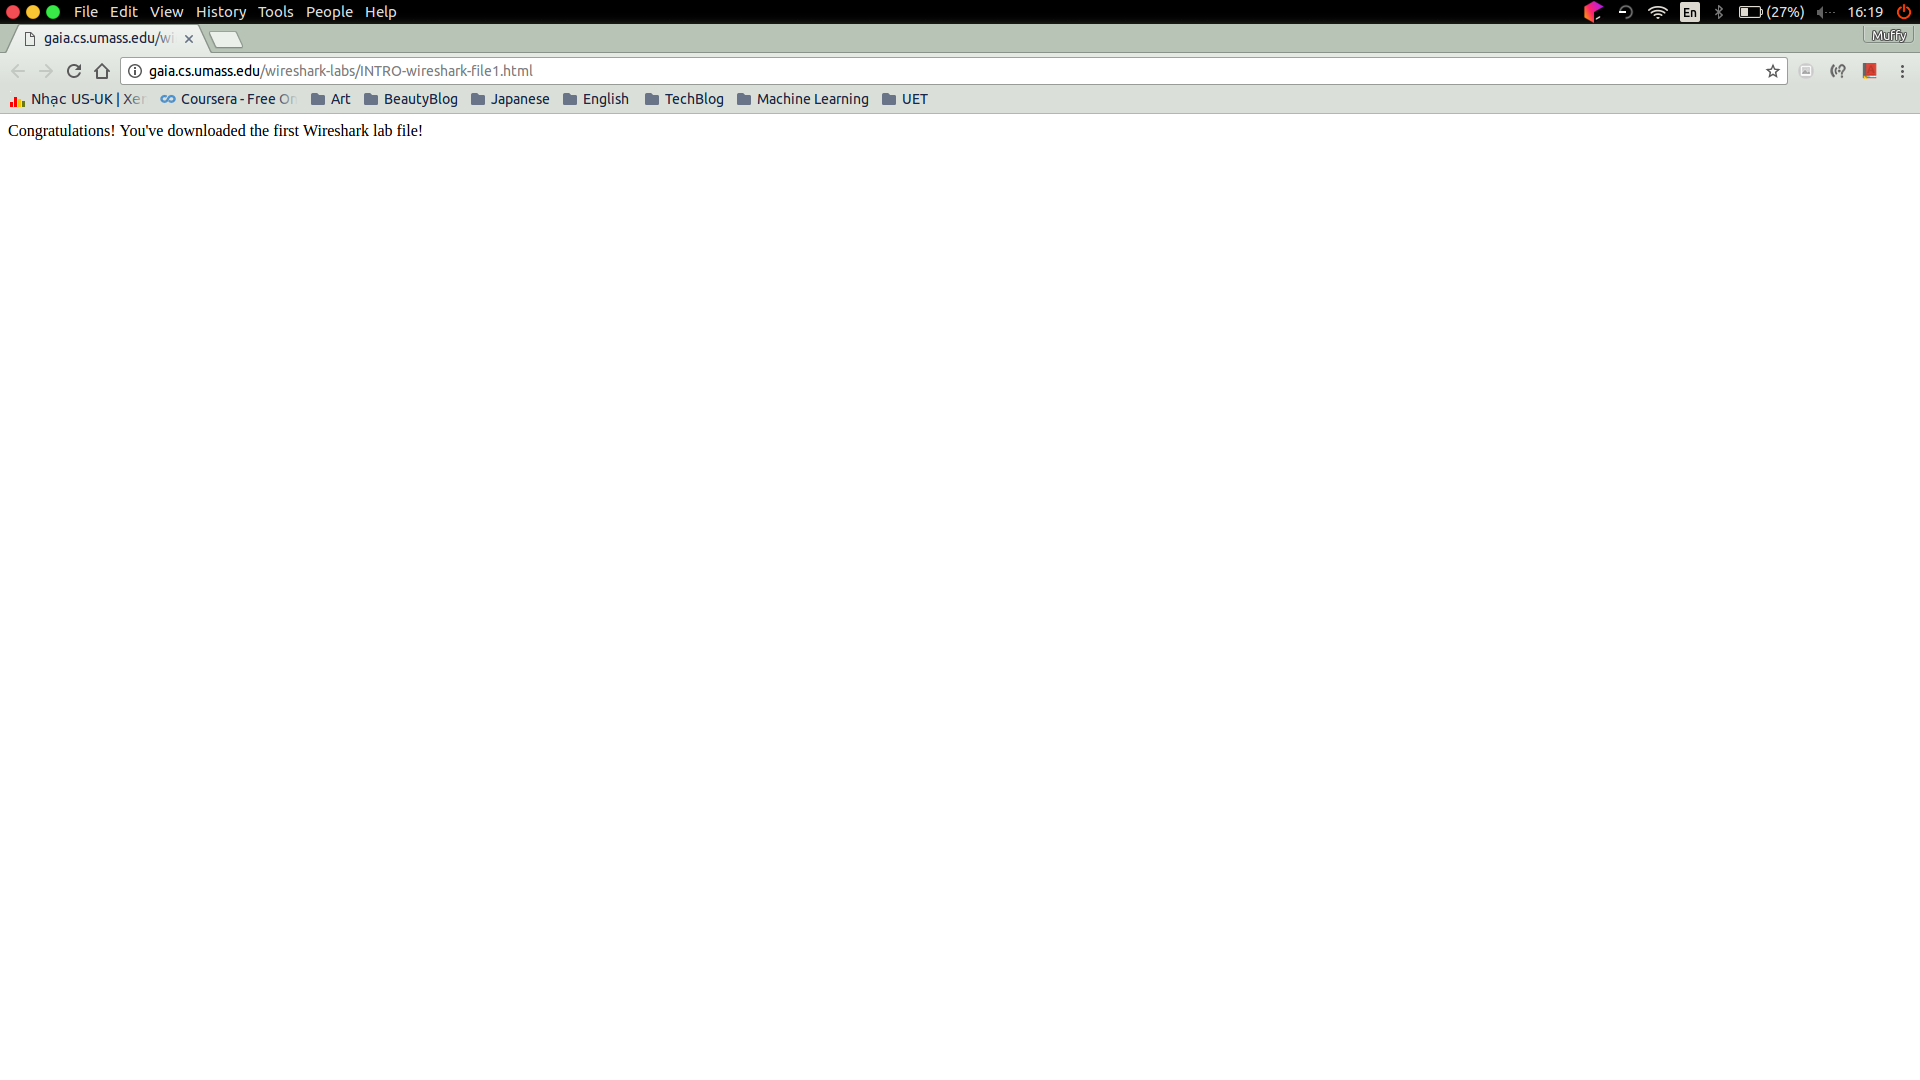 File Edit View History Tools People Help En (27%) 16:19
gaia.cs.umass.edu/wi Muffy
gaia.cs.umass.edu/wireshark-labs/INTRO-wireshark-file1.html
Nhạc US-UK | Xem Coursera - Free On Art BeautyBlog Japanese English TechBlog Machine Learning UET
Congratulations! You've downloaded the first Wireshark lab file!